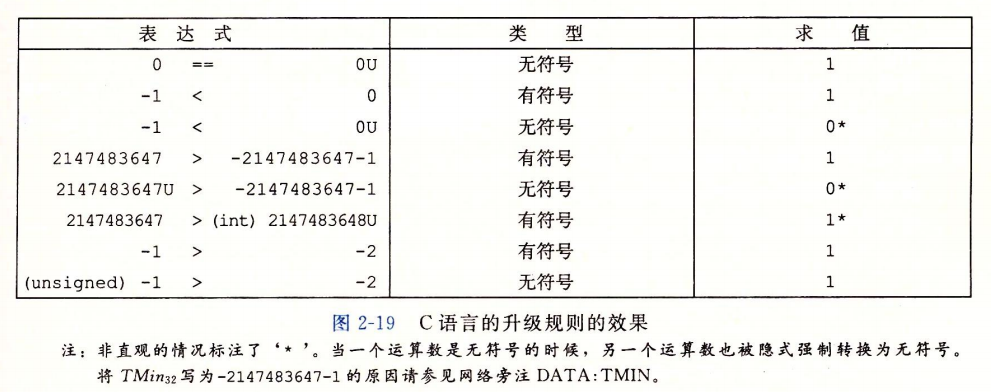 表 达 式 类 型 求 值
0 == 0U 无符号 1
-1 < 0 有符号 1
-1 < 0U 无符号 0*
2147483647 > -2147483647-1 有符号 1
2147483647U > -2147483647-1 无符号 0*
2147483647 > (int) 2147483648U 有符号 1*
-1 > -2 有符号 1
(unsigned) -1 > -2 无符号 1
图 2-19 C 语言的升级规则的效果
注：非直观的情况标注了‘*’。当一个运算数是无符号的时候，另一个运算数也被隐式强制转换为无符号。
将 TMin32 写为-2147483647-1 的原因请参见网络旁注 DATA:TMIN。